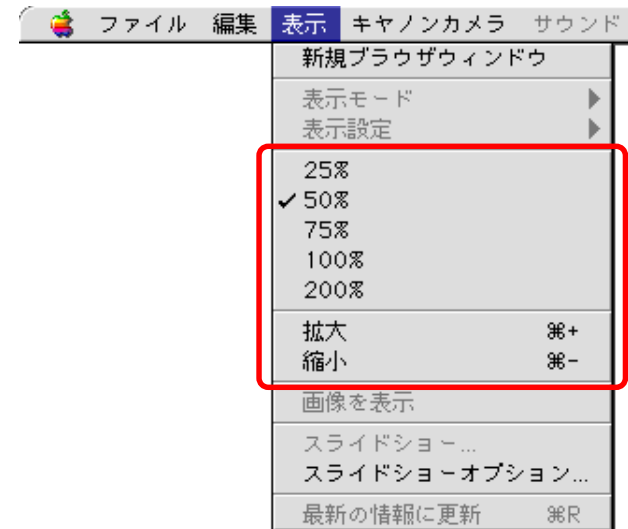 ファイル 編集 表示 キヤノンカメラ サウンド
新規ブラウザウィンドウ
表示モード
表示設定
25%
✓ 50%
75%
100%
200%
拡大 ⌘+
縮小 ⌘-
画像を表示
スライドショー...
スライドショーオプション...
最新の情報に更新 ⌘R